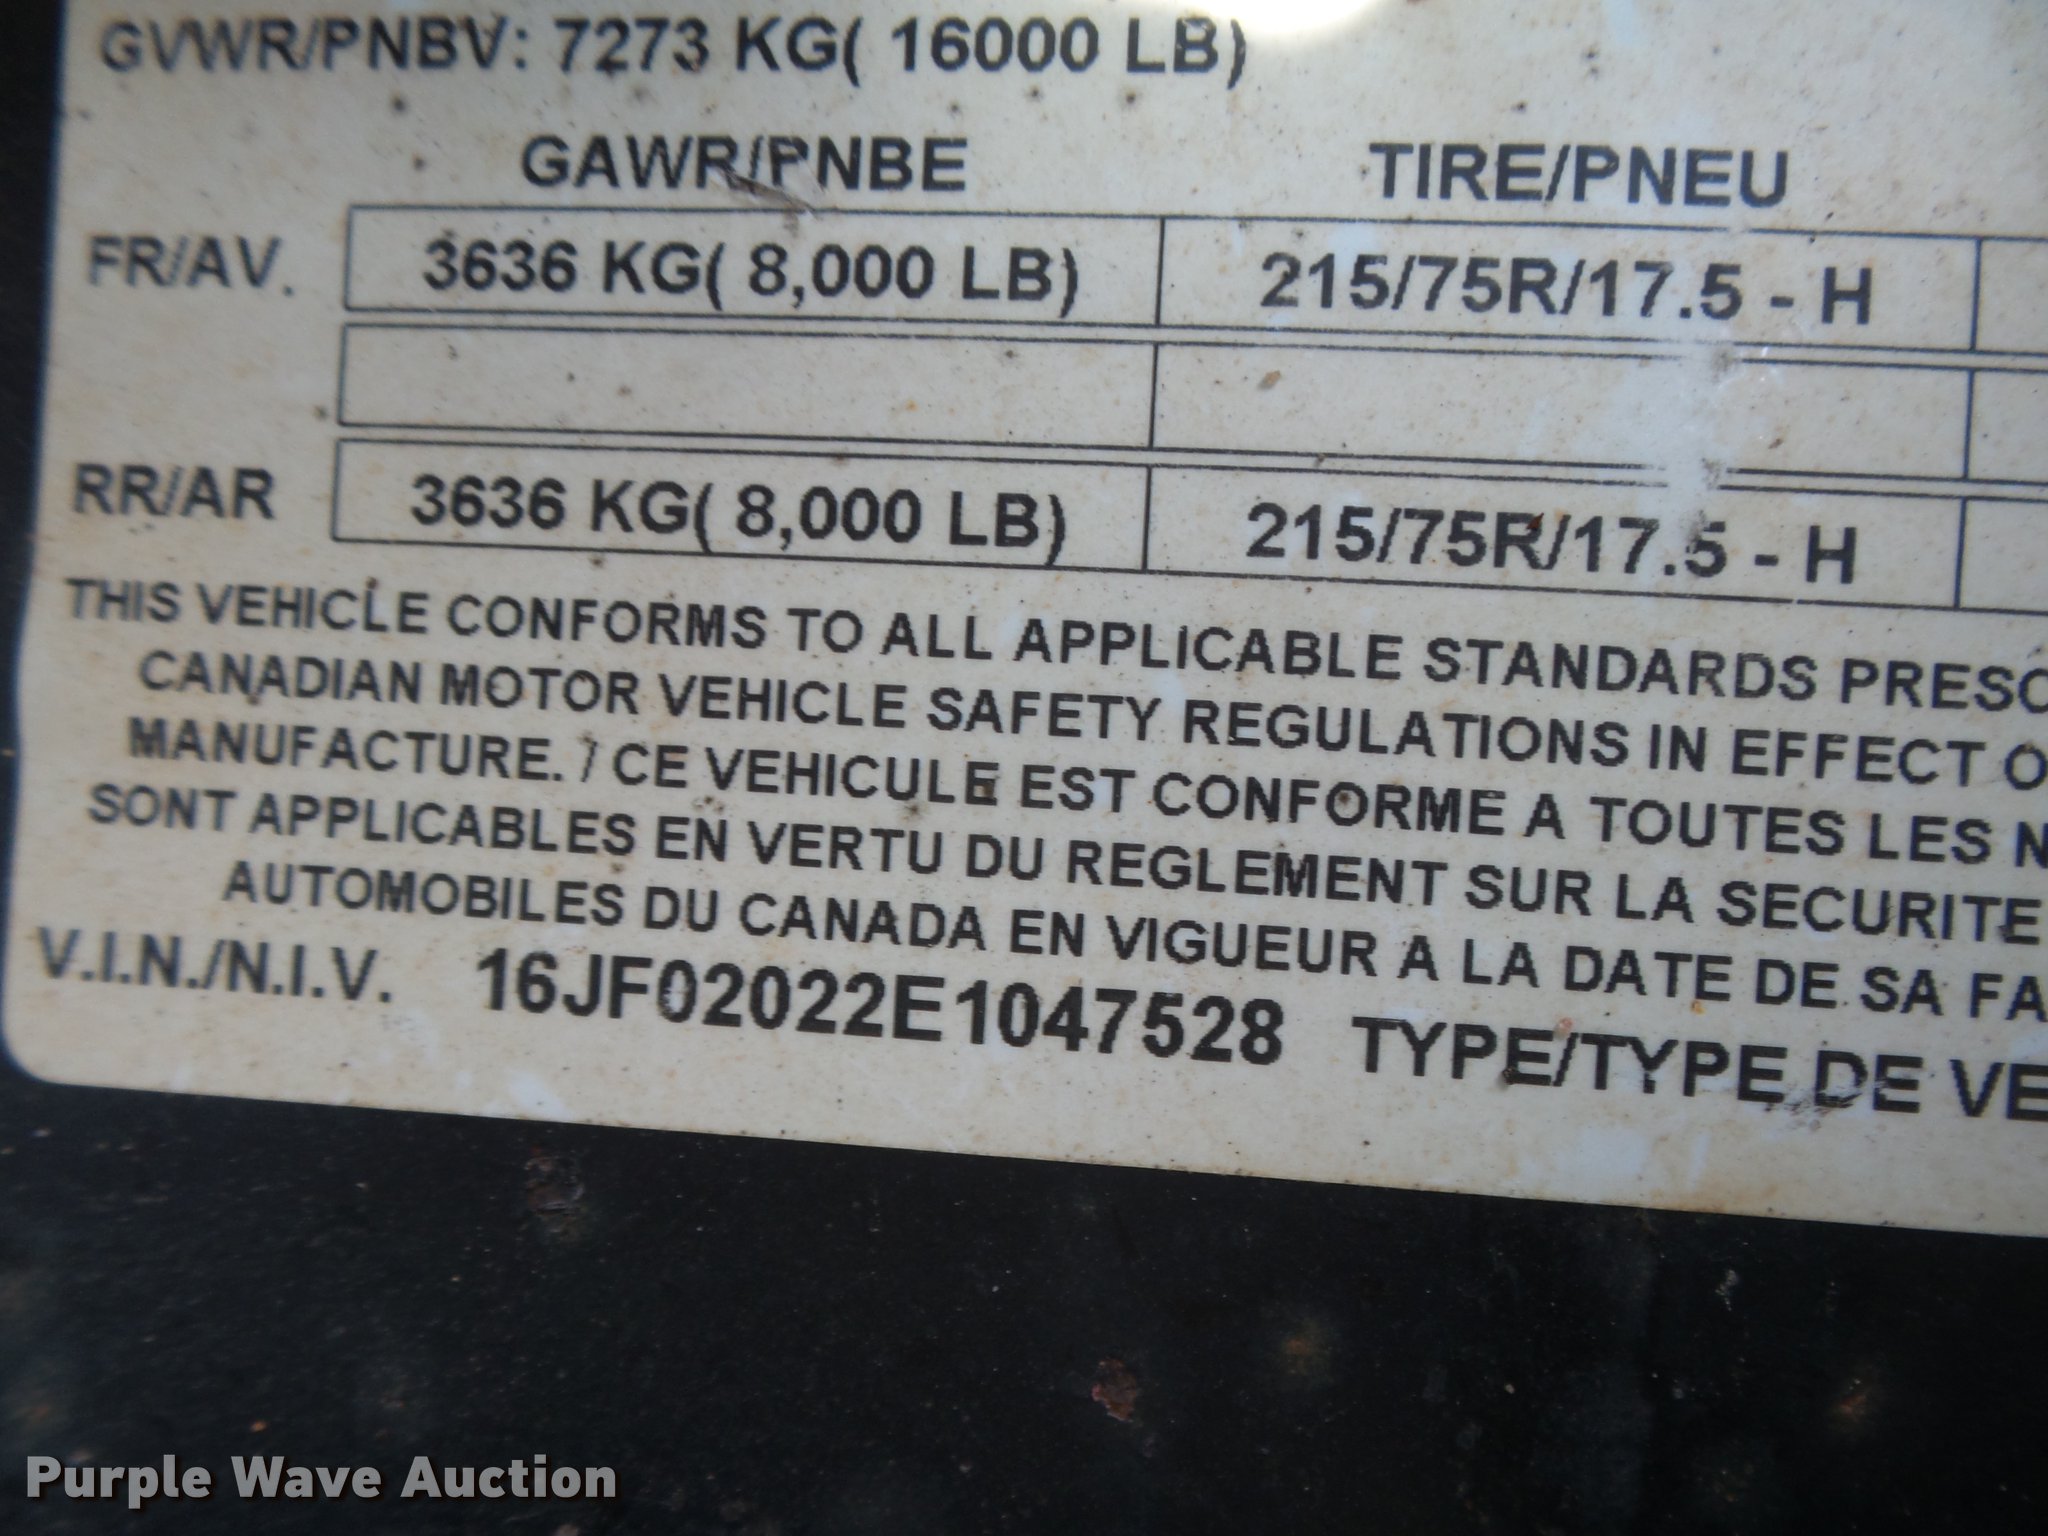 GVWR/PNBV: 7273 KG( 16000 LB)
GAWR/PNBE TIRE/PNEU
FR/AV. 3636 KG( 8,000 LB) 215/75R/17.5 - H
RR/AR 3636 KG( 8,000 LB) 215/75R/17.5 - H
THIS VEHICLE CONFORMS TO ALL APPLICABLE STANDARDS PRESC
CANADIAN MOTOR VEHICLE SAFETY REGULATIONS IN EFFECT O
MANUFACTURE. / CE VEHICULE EST CONFORME A TOUTES LES N
SONT APPLICABLES EN VERTU DU REGLEMENT SUR LA SECURITE
AUTOMOBILES DU CANADA EN VIGUEUR A LA DATE DE SA FA
V.I.N./N.I.V. 16JF02022E1047528 TYPE/TYPE DE VE
Purple Wave Auction